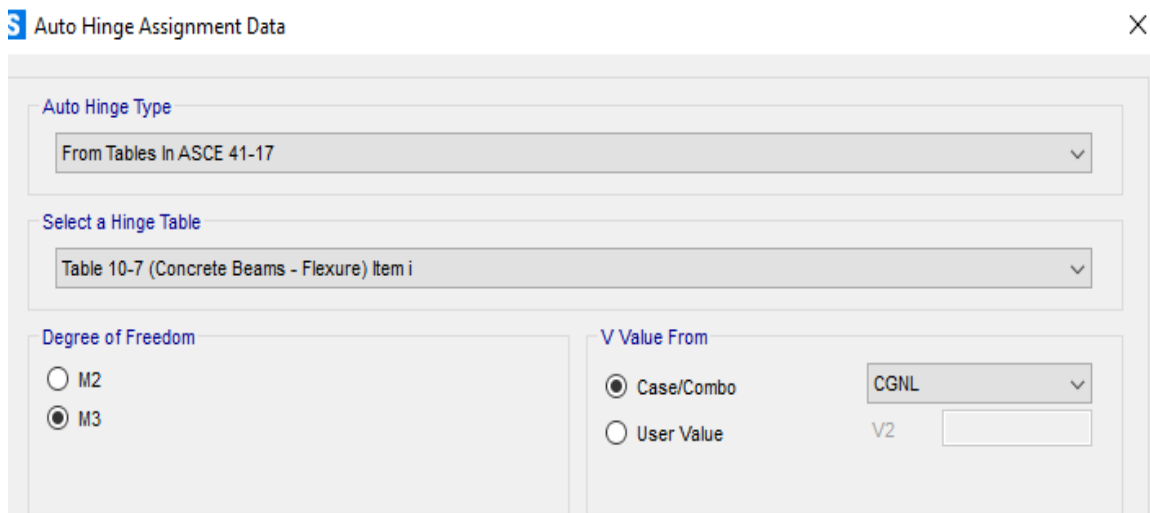 S Auto Hinge Assignment Data
Auto Hinge Type
From Tables In ASCE 41-17
Select a Hinge Table
Table 10-7 (Concrete Beams - Flexure) Item i
Degree of Freedom
M2
M3
V Value From
Case/Combo CGNL
User Value V2